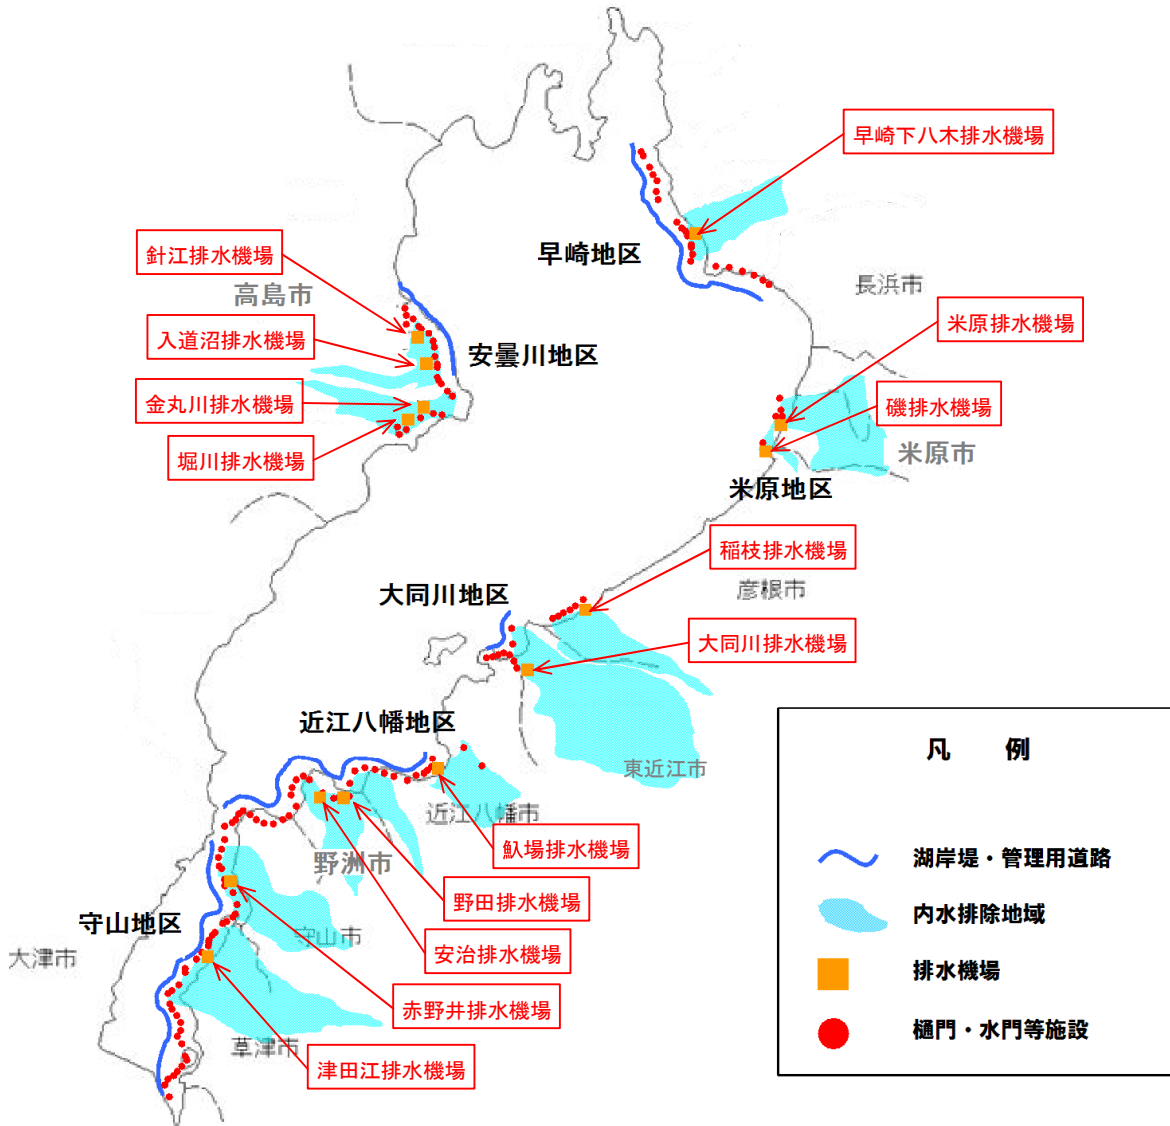 早崎下八木排水機場
早崎地区
針江排水機場
高島市
長浜市
入道沼排水機場
安曇川地区
米原排水機場
金丸川排水機場
磯排水機場
堀川排水機場
米原市
米原地区
稲枝排水機場
大同川地区
彦根市
大同川排水機場
近江八幡地区
東近江市
近江八幡市
魞場排水機場
野洲市
野田排水機場
守山地区
守山市
安治排水機場
大津市
赤野井排水機場
草津市
津田江排水機場
凡 例
湖岸堤・管理用道路
内水排除地域
排水機場
樋門・水門等施設